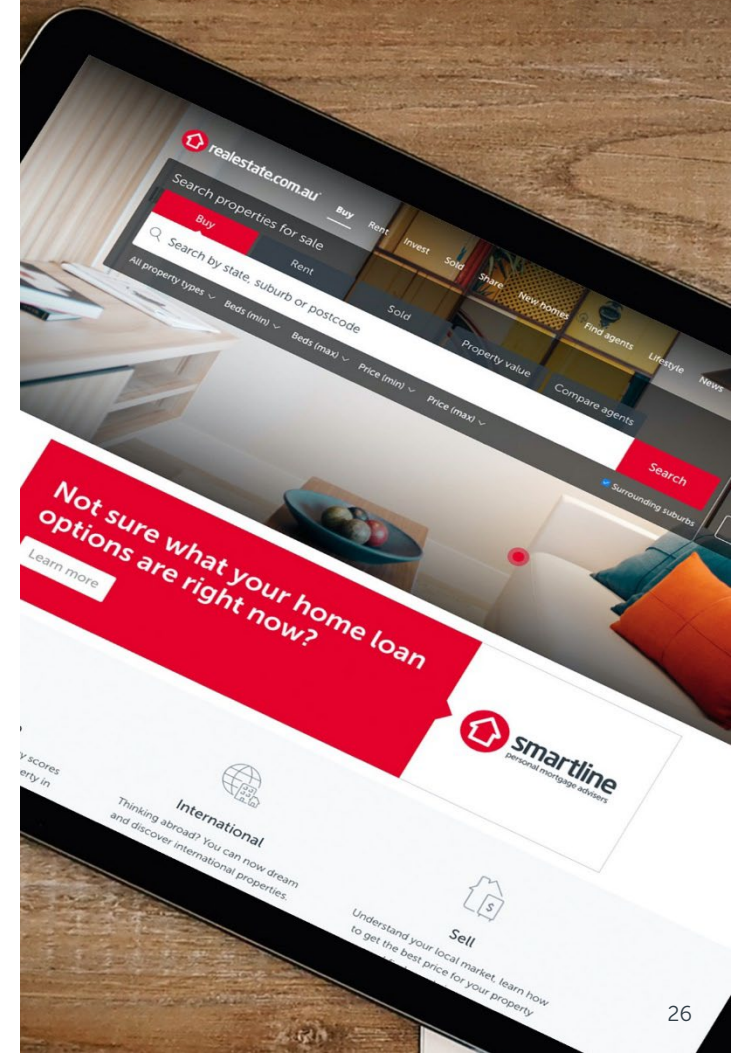 realestate.com.au
Buy Rent Invest Sold Share New homes Find agents Lifestyle News
Search properties for sale
Buy Rent Sold Property value Compare agents
Search by state, suburb or postcode
Search
All property types Beds (min) Beds (max) Price (min) Price (max)
Surrounding suburbs
Not sure what your home loan
options are right now?
Learn more
smartline
personal mortgage advisers
scores
in
International
Thinking abroad? You can now dream
and discover international properties.
Sell
Understand your local market, learn how
to get the best price for your property
26